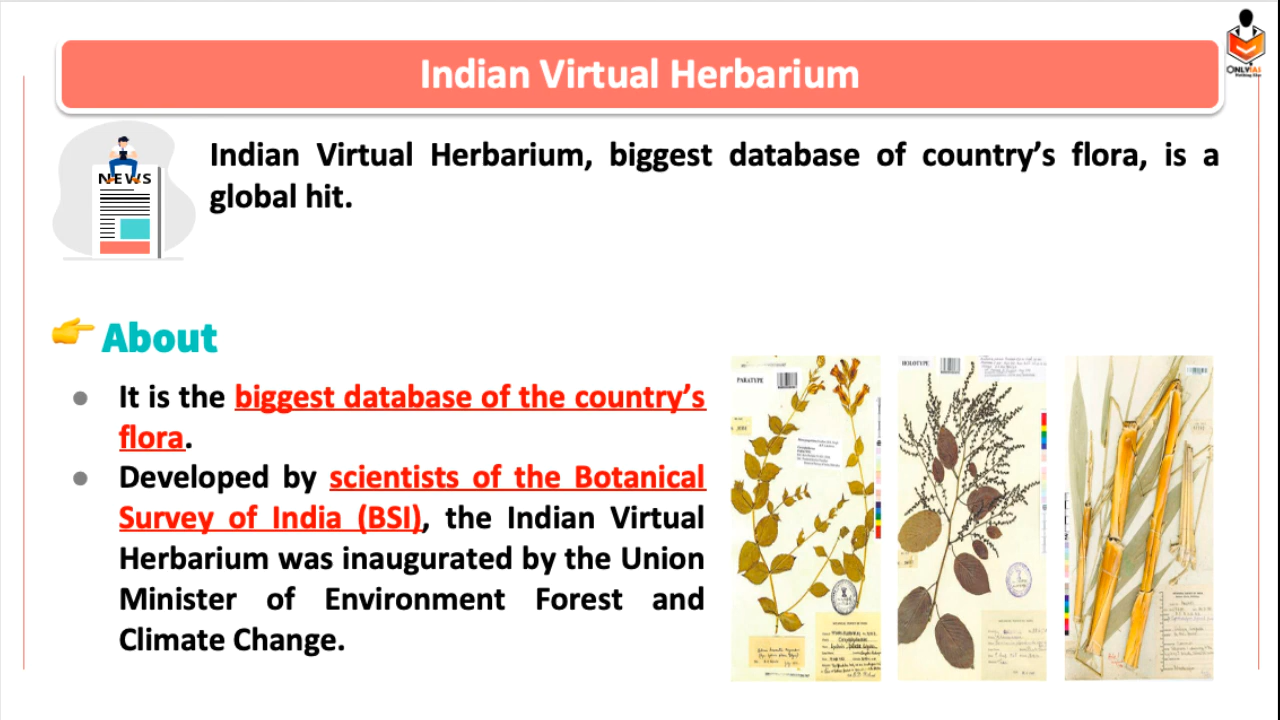 Indian Virtual Herbarium
ONLYIAS
NEWS
Indian Virtual Herbarium, biggest database of country’s flora, is a
global hit.
About
It is the biggest database of the country’s
flora.
Developed by scientists of the Botanical
Survey of India (BSI), the Indian Virtual
Herbarium was inaugurated by the Union
Minister of Environment Forest and
Climate Change.
PARATYPE
HOLOTYPE